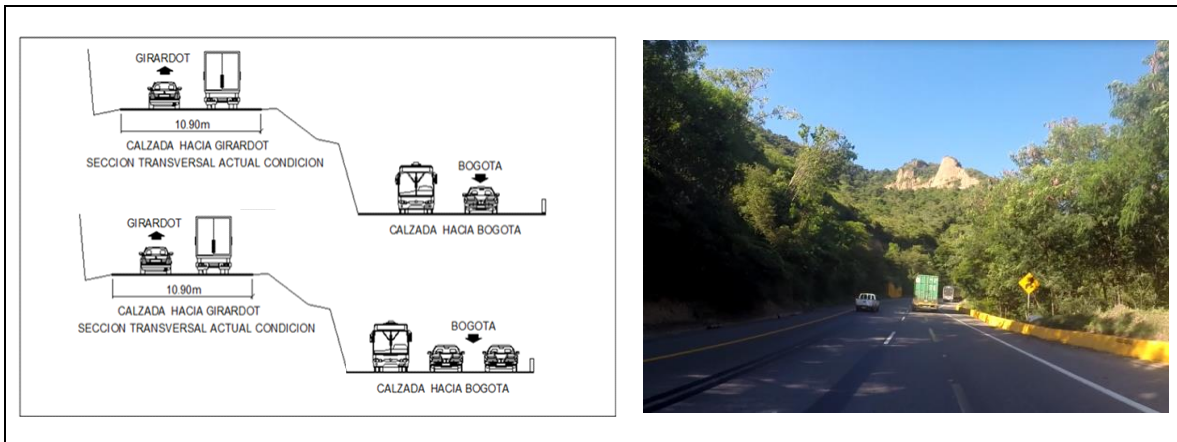 GIRARDOT
10.90m
CALZADA HACIA GIRARDOT
SECCION TRANSVERSAL ACTUAL CONDICION
BOGOTA
CALZADA HACIA BOGOTA
GIRARDOT
10.90m
CALZADA HACIA GIRARDOT
SECCION TRANSVERSAL ACTUAL CONDICION
BOGOTA
CALZADA HACIA BOGOTA